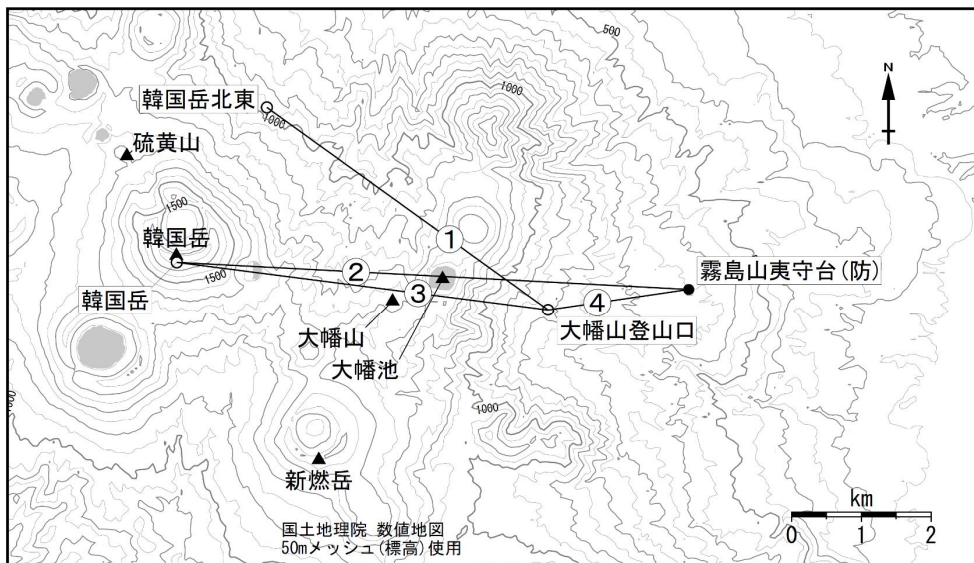 500
N
1000
韓国岳北東
1000
硫黄山
1500
韓国岳
1500
韓国岳
①
②
③
④
霧島山夷守台(防)
大幡山登山口
大幡山
大幡池
1000
新燃岳
国土地理院 数値地図
50mメッシュ(標高)使用
km
0 1 2